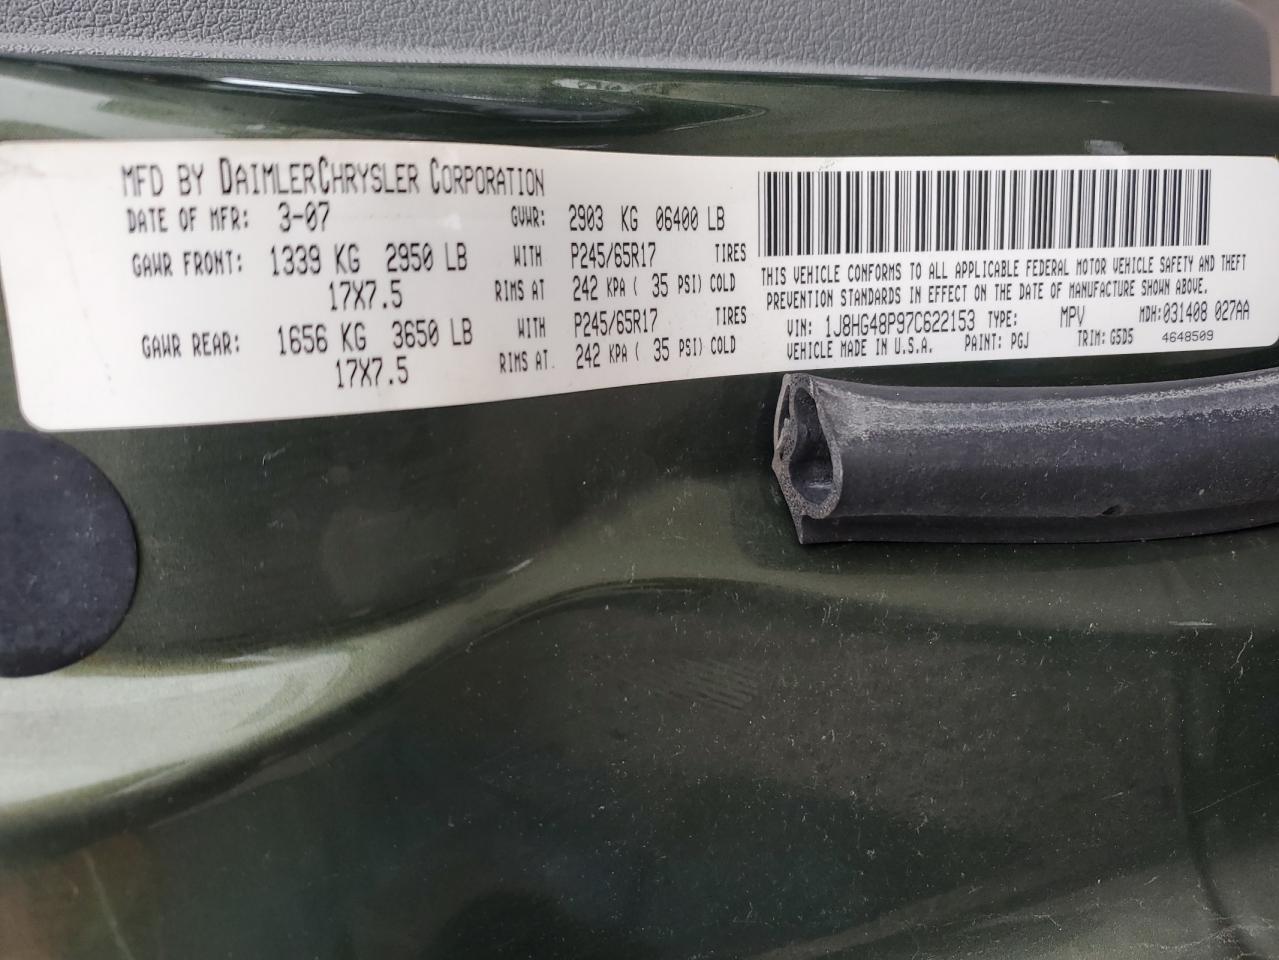 MFD BY DAIMLERCHRYSLER CORPORATION
DATE OF MFR: 3-07 GVWR: 2903 KG 06400 LB
GAWR FRONT: 1339 KG 2950 LB WITH P245/65R17 TIRES
17X7.5 RIMS AT 242 KPA ( 35 PSI) COLD
GAWR REAR: 1656 KG 3650 LB WITH P245/65R17 TIRES
17X7.5 RIMS AT. 242 KPA ( 35 PSI) COLD
THIS VEHICLE CONFORMS TO ALL APPLICABLE FEDERAL MOTOR VEHICLE SAFETY AND THEFT
PREVENTION STANDARDS IN EFFECT ON THE DATE OF MANUFACTURE SHOWN ABOVE.
VIN: 1J8HG48P97C622153 TYPE: MPV MDH:031408 027AA
VEHICLE MADE IN U.S.A. PAINT: PGJ TRIM: G5D5 4648509